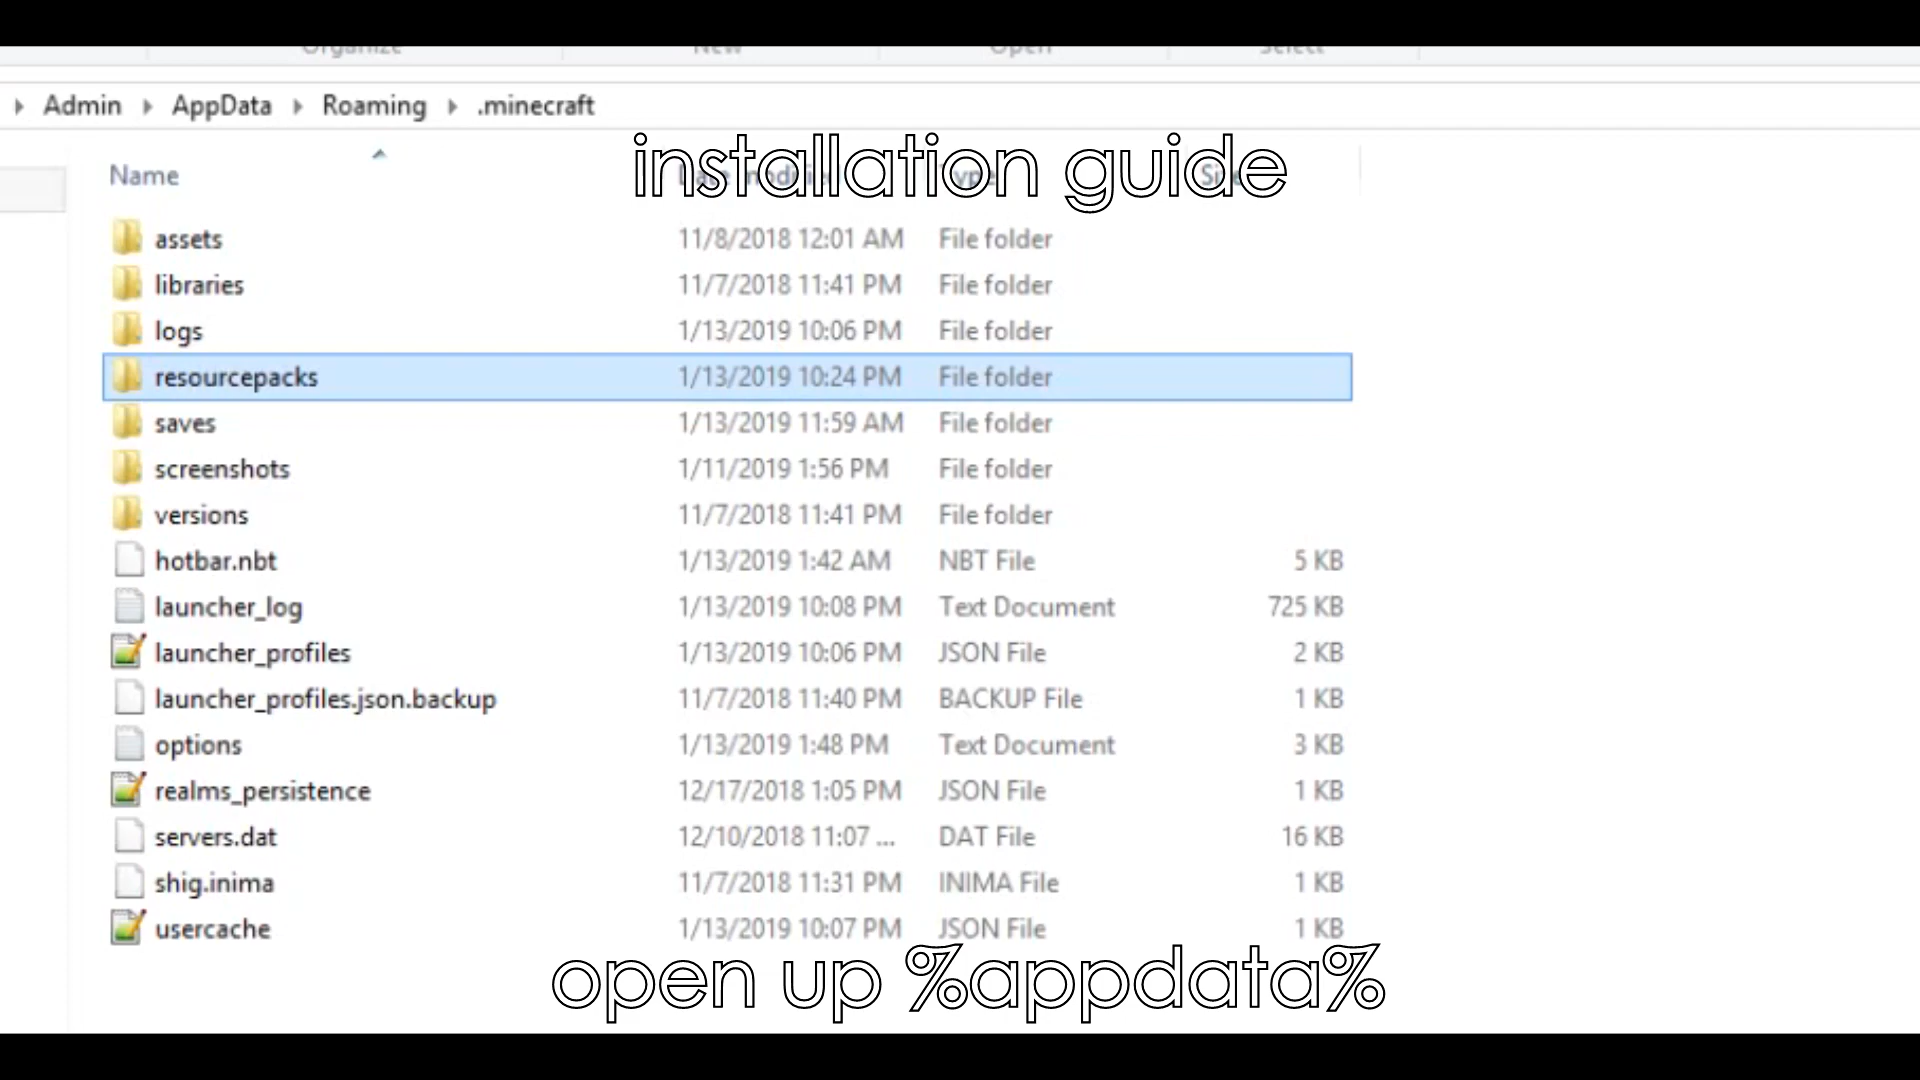 Organize New Open Select
Admin AppData Roaming .minecraft
installation guide
Name Date modified Type Size
assets 11/8/2018 12:01 AM File folder
libraries 11/7/2018 11:41 PM File folder
logs 1/13/2019 10:06 PM File folder
resourcepacks 1/13/2019 10:24 PM File folder
saves 1/13/2019 11:59 AM File folder
screenshots 1/11/2019 1:56 PM File folder
versions 11/7/2018 11:41 PM File folder
hotbar.nbt 1/13/2019 1:42 AM NBT File 5 KB
launcher_log 1/13/2019 10:08 PM Text Document 725 KB
launcher_profiles 1/13/2019 10:06 PM JSON File 2 KB
launcher_profiles.json.backup 11/7/2018 11:40 PM BACKUP File 1 KB
options 1/13/2019 1:48 PM Text Document 3 KB
realms_persistence 12/17/2018 1:05 PM JSON File 1 KB
servers.dat 12/10/2018 11:07 ... DAT File 16 KB
shig.inima 11/7/2018 11:31 PM INIMA File 1 KB
usercache 1/13/2019 10:07 PM JSON File 1 KB
open up %appdata%